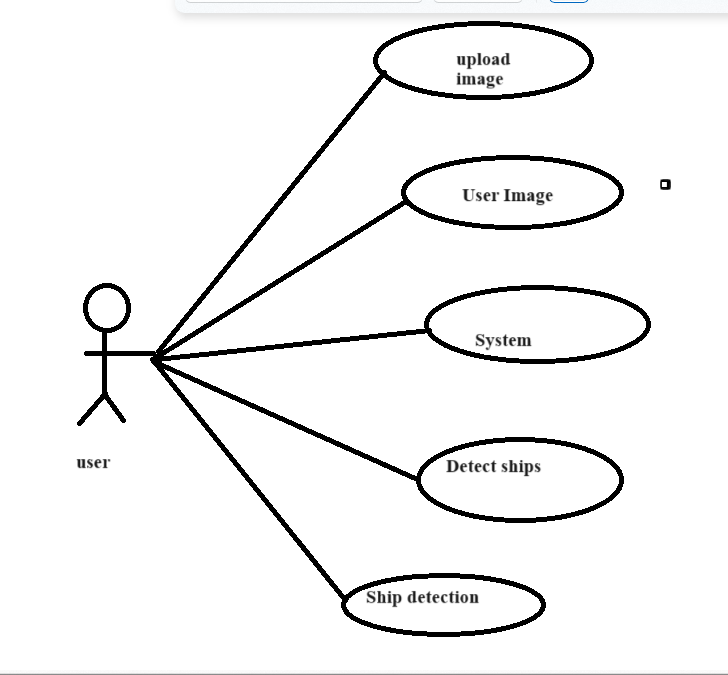 upload
image
User Image
System
Detect ships
user
Ship detection